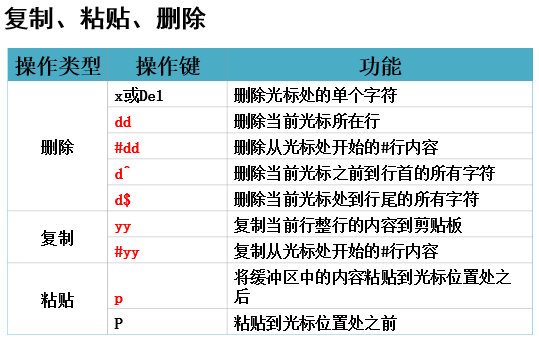 复制、粘贴、删除
操作类型 操作键 功能
删除
x或Del 删除光标处的单个字符
dd 删除当前光标所在行
#dd 删除从光标处开始的#行内容
d^ 删除当前光标之前到行首的所有字符
d$ 删除当前光标处到行尾的所有字符
复制
yy 复制当前行整行的内容到剪贴板
#yy 复制从光标处开始的#行内容
粘贴
p 将缓冲区中的内容粘贴到光标位置处之
后
P 粘贴到光标位置处之前